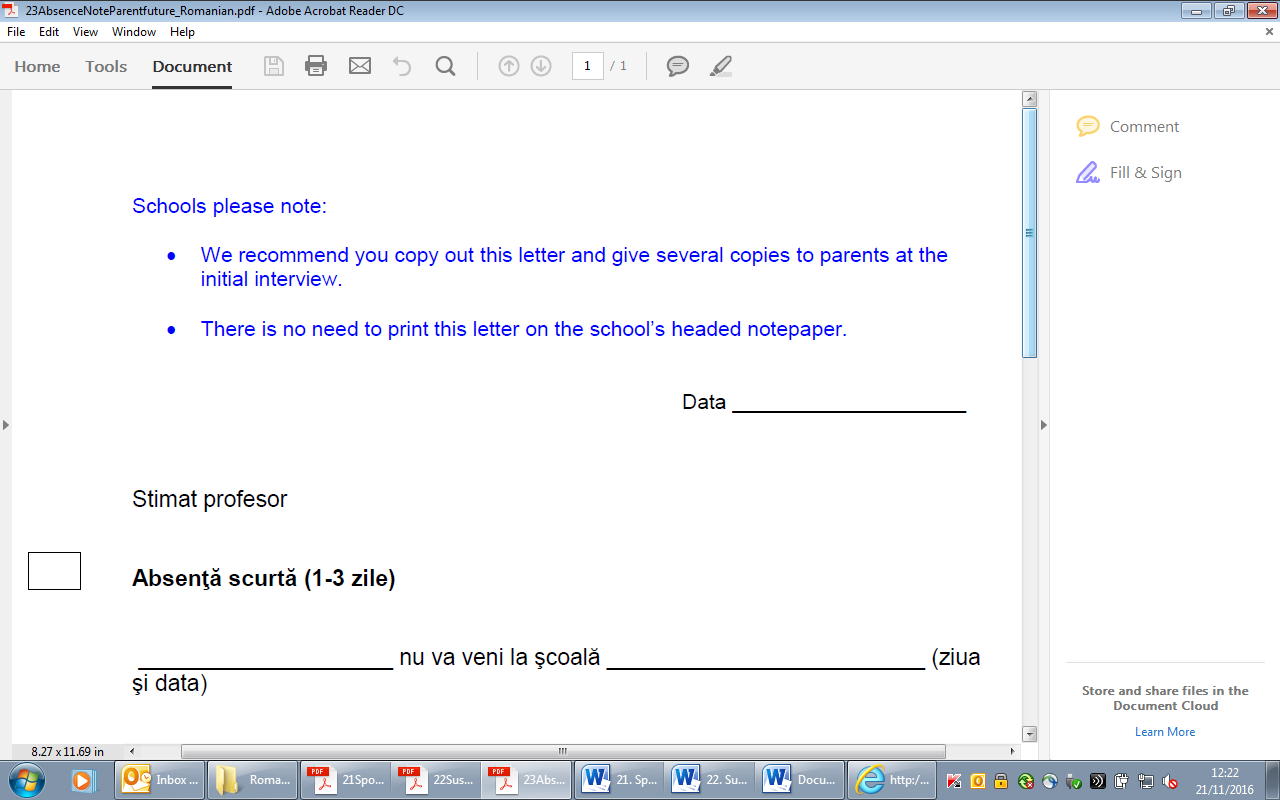 23AbsenceNoteParentfuture_Romanian.pdf - Adobe Acrobat Reader DC
File Edit View Window Help
Home Tools Document 1 / 1
Comment
Fill & Sign
Schools please note:
• We recommend you copy out this letter and give several copies to parents at the
initial interview.
• There is no need to print this letter on the school's headed notepaper.
Data ____________________
Stimat profesor
Absenţă scurtă (1-3 zile)
______________________ nu va veni la şcoală ___________________________ (ziua
şi data)
Store and share files in the
Document Cloud
Learn More
8.27 x 11.69 in
Inbox ... Roma... 21Spo... 22Sus... 23Abs... 21. Sp... 22. Su... Docu... http:/...
12:22
21/11/2016